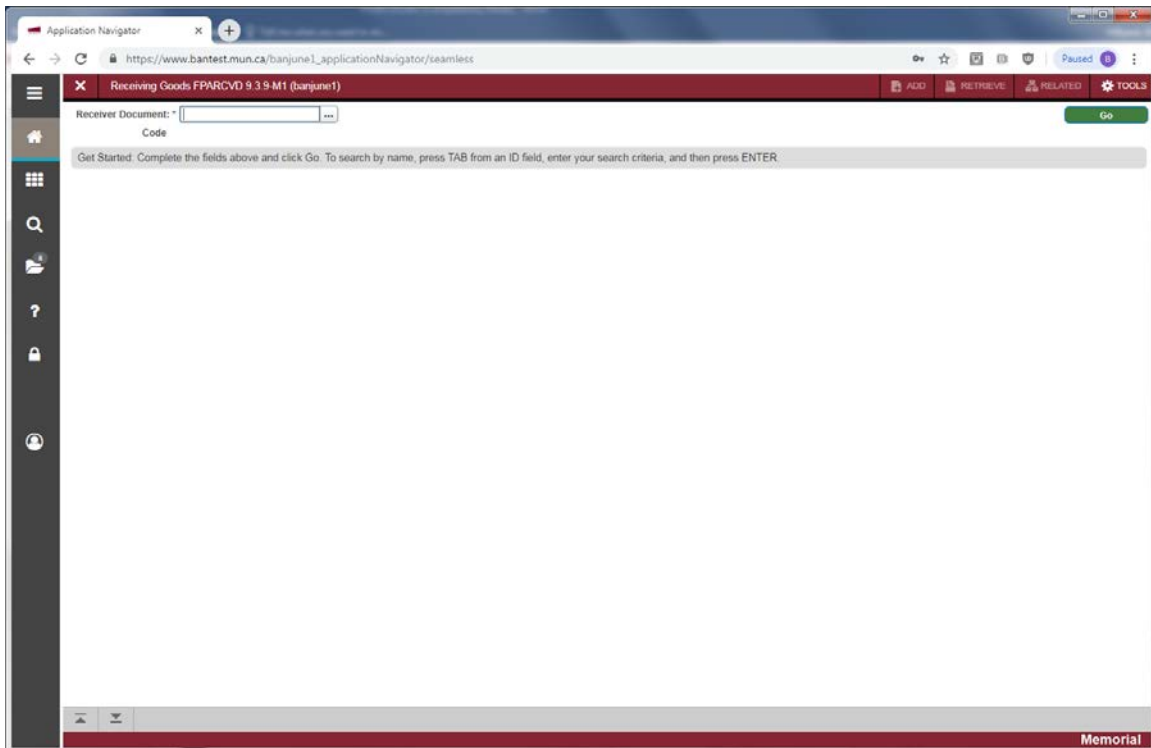 Application Navigator
https://www.bantest.mun.ca/banjune1_applicationNavigator/seamless
Paused B
Receiving Goods FPARCVD 9.3.9-M1 (banjune1)
ADD RETRIEVE RELATED TOOLS
Receiver Document: *
...
Go
Code
Get Started: Complete the fields above and click Go. To search by name, press TAB from an ID field, enter your search criteria, and then press ENTER.
Memorial